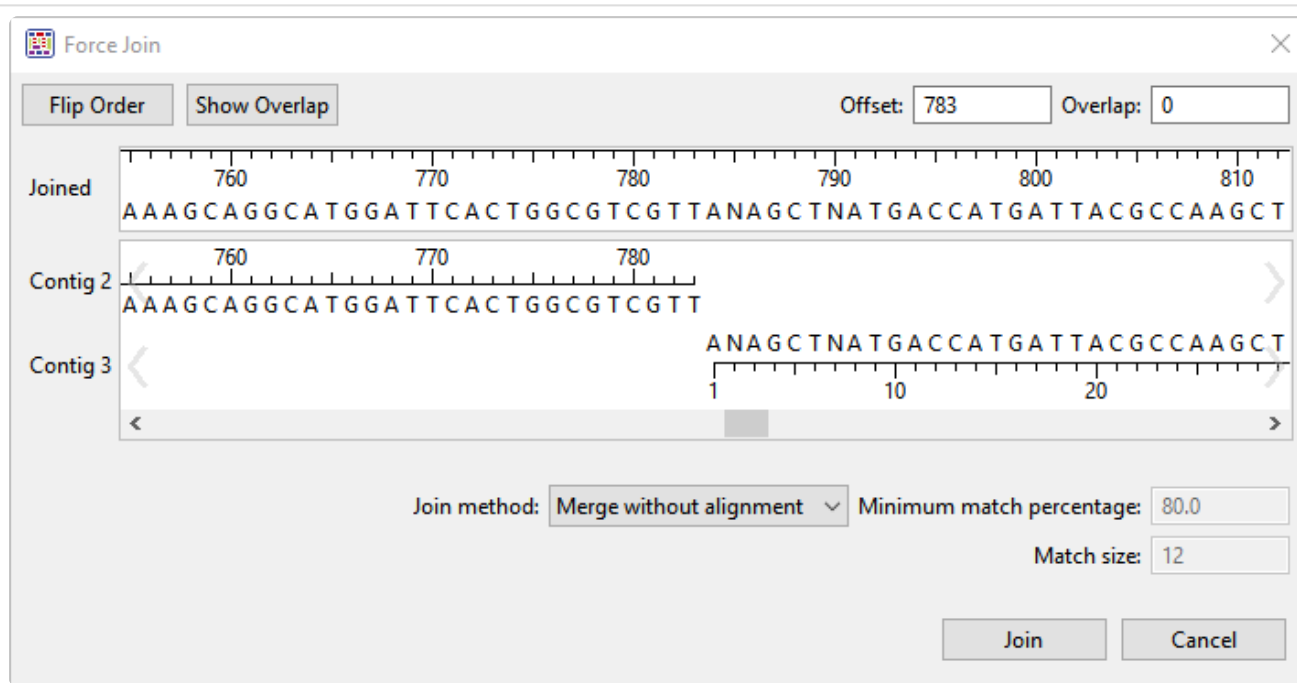 Force Join
Flip Order Show Overlap Offset: 783 Overlap: 0
760 770 780 790 800 810
Joined
AAAGCAGGCATGGATTCACTGGCGTCGTTANAGCTNATGACCATGATTACGCCAAGCT
760 770 780
Contig 2
AAAGCAGGCATGGATTCACTGGCGTCGTT
ANAGCTNATGACCATGATTACGCCAAGCT
Contig 3
1 10 20
Join method: Merge without alignment Minimum match percentage: 80.0
Match size: 12
Join Cancel